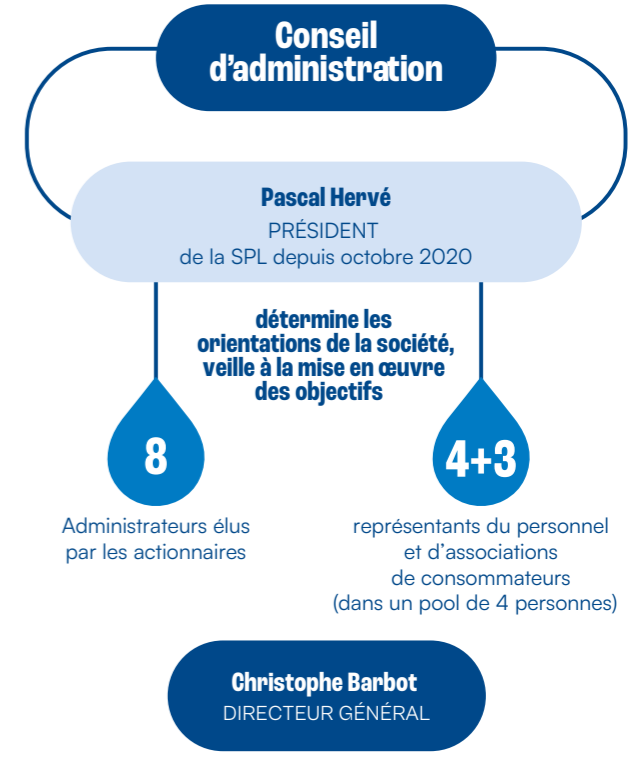 Conseil
d'administration
Pascal Hervé
PRÉSIDENT
de la SPL depuis octobre 2020
détermine les
orientations de la société,
veille à la mise en œuvre
des objectifs
8
Administrateurs élus
par les actionnaires
4+3
représentants du personnel
et d'associations
de consommateurs
(dans un pool de 4 personnes)
Christophe Barbot
DIRECTEUR GÉNÉRAL